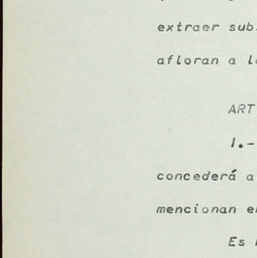 extraer sub
afloran a l
ART
1.-
concederá a
mencionan e
Es